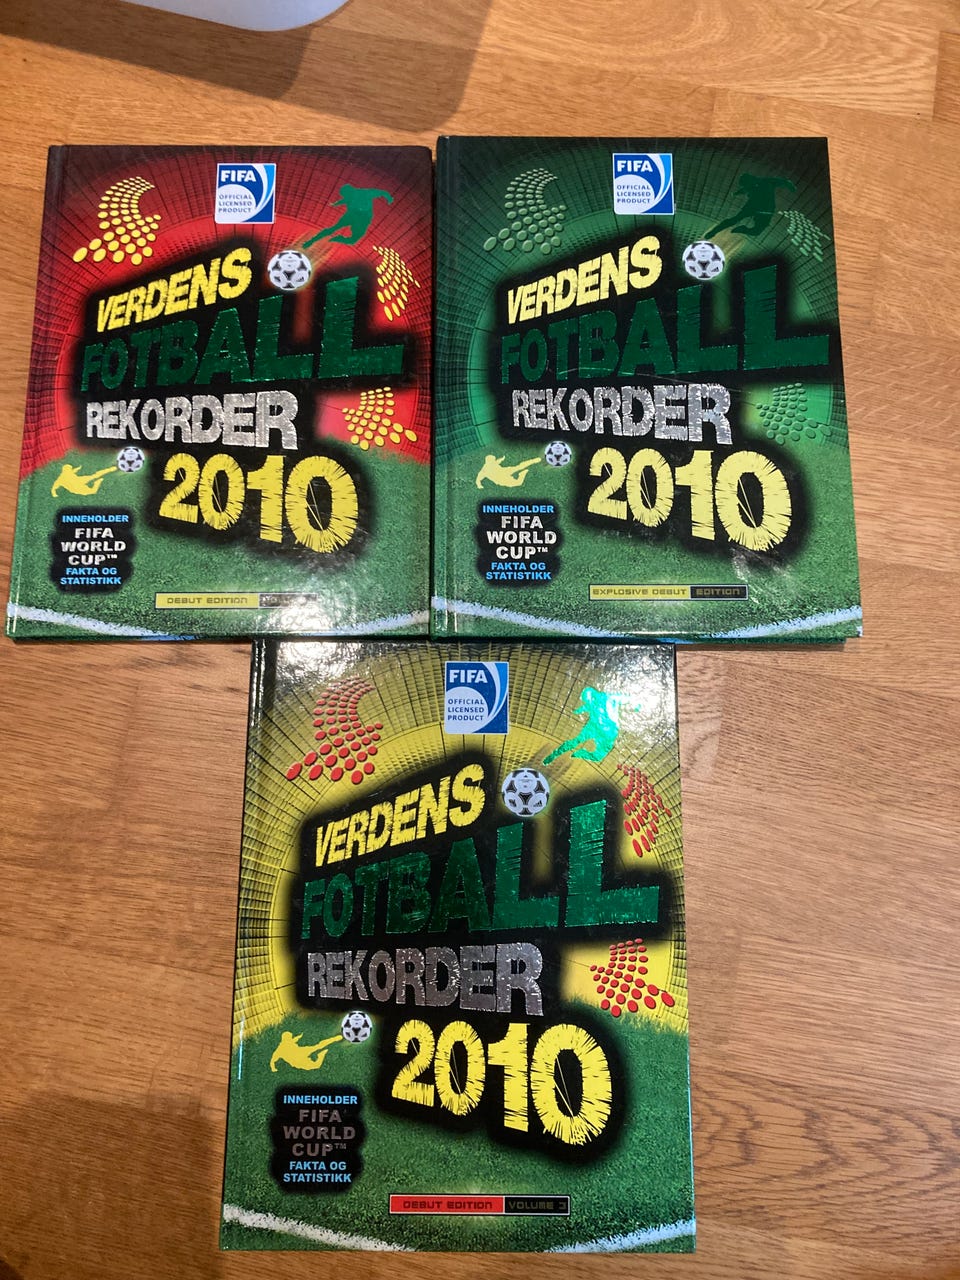 FIFA
OFFICIAL
LICENSED
PRODUCT
VERDENS
FOTBALL
REKORDER
2010
INNEHOLDER
FIFA
WORLD
CUP™
FAKTA OG
STATISTIKK
DEBUT EDITION
FIFA
OFFICIAL
LICENSED
PRODUCT
VERDENS
FOTBALL
REKORDER
2010
INNEHOLDER
FIFA
WORLD
CUP™
FAKTA OG
STATISTIKK
EXPLOSIVE DEBUT EDITION
FIFA
OFFICIAL
LICENSED
PRODUCT
VERDENS
FOTBALL
REKORDER
2010
INNEHOLDER
FIFA
WORLD
CUP™
FAKTA OG
STATISTIKK
DEBUT EDITION VOLUME 3